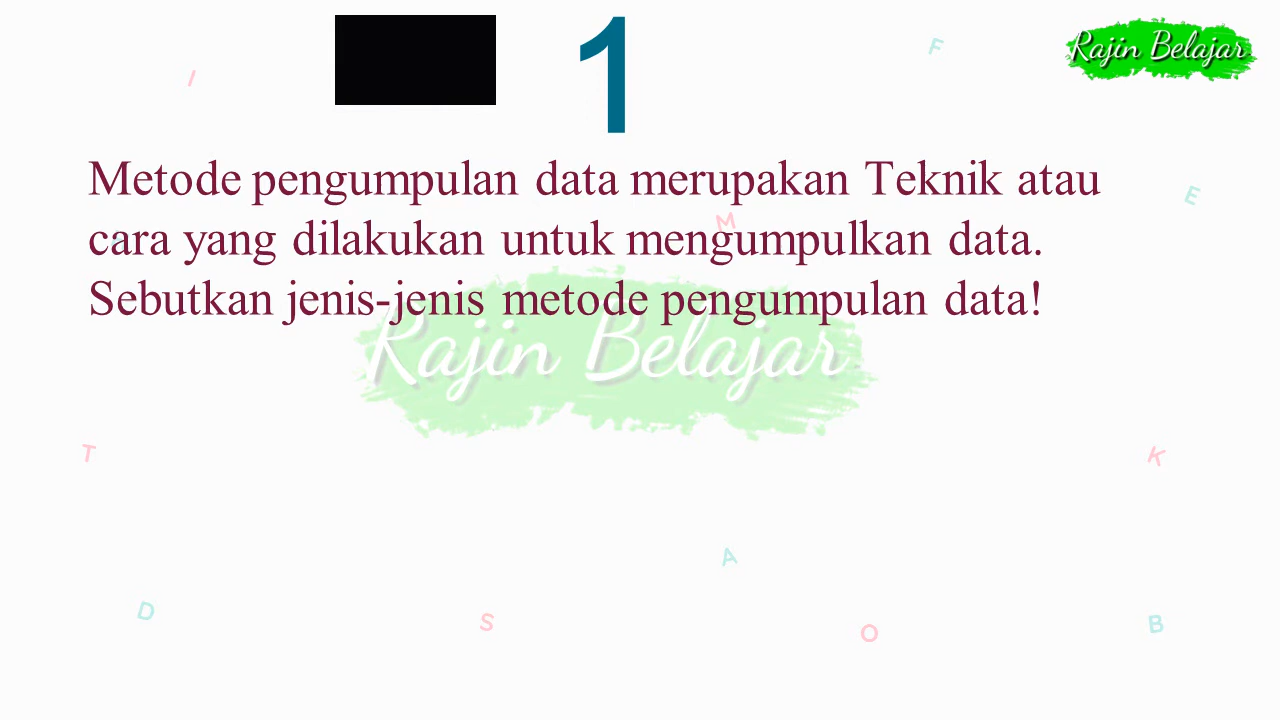 1
Rajin Belajar
Metode pengumpulan data merupakan Teknik atau
cara yang dilakukan untuk mengumpulkan data.
Sebutkan jenis-jenis metode pengumpulan data!
Rajin Belajar
I
F
E
M
T
K
A
D
S
O
B